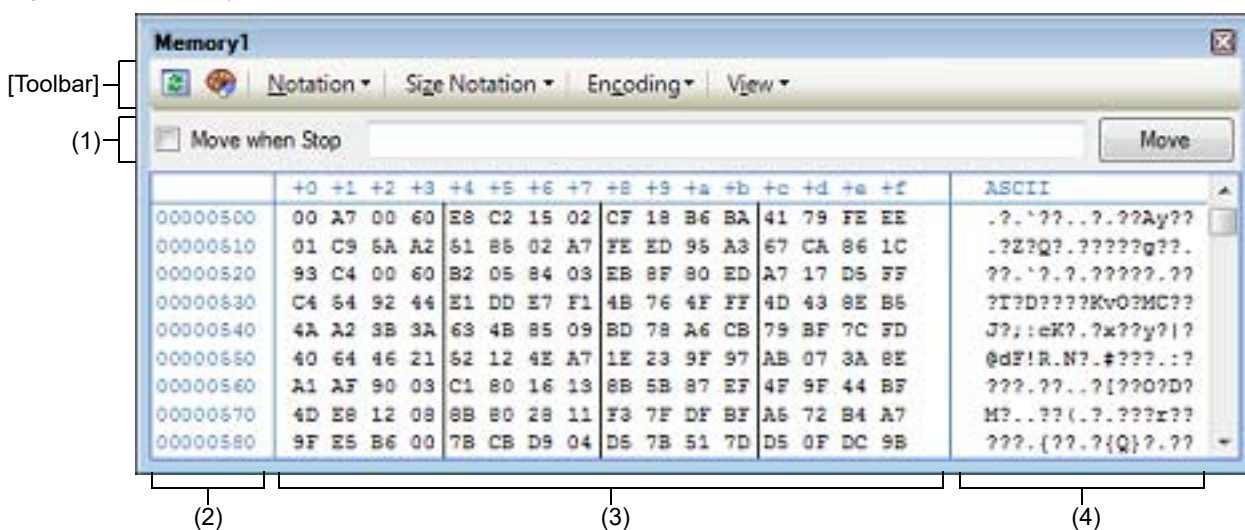 Memory1
[Toolbar]
Notation Size Notation Encoding View
(1)
Move when Stop Move
+0 +1 +2 +3 +4 +5 +6 +7 +8 +9 +a +b +c +d +e +f ASCII
00000500 00 A7 00 60 E8 C2 15 02 CF 18 B6 BA 41 79 FE EE .?.`??..?.??Ay??
00000510 01 C9 5A A2 51 85 02 A7 FE ED 95 A3 67 CA 86 1C .?Z?Q?.?????g??.
00000520 93 C4 00 60 B2 05 84 03 EB 8F 80 ED A7 17 D5 FF ??.`?.?.?????.??
00000530 C4 54 92 44 E1 DD E7 F1 4B 76 4F FF 4D 43 8E B5 ?T?D????KvO?MC??
00000540 4A A2 3B 3A 63 4B 85 09 BD 78 A6 CB 79 BF 7C FD J?;:cK?.?x??y?|?
00000550 40 64 46 21 52 12 4E A7 1E 23 9F 97 AB 07 3A 8E @dF!R.N?.#???.:?
00000560 A1 AF 90 03 C1 80 16 13 8B 5B 87 EF 4F 9F 44 BF ???.??..?[??O?D?
00000570 4D E8 12 08 8B 80 28 11 F3 7F DF BF A5 72 B4 A7 M?..??(.?.???r??
00000580 9F E5 B6 00 7B CB D9 04 D5 7B 51 7D D5 0F DC 9B ???.{??.?{Q}?.??
(2) (3) (4)